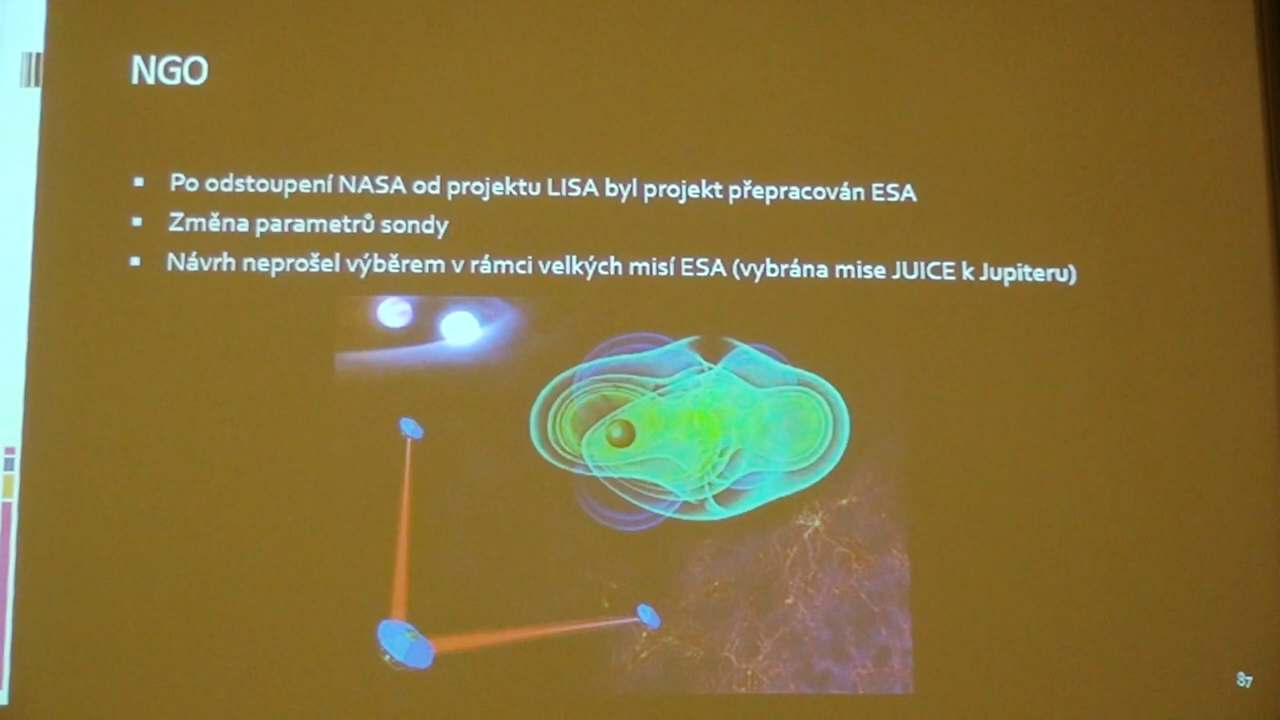 NGO
Po odstoupení NASA od projektu LISA byl projekt přepracován ESA
Změna parametrů sondy
Návrh neprošel výběrem v rámci velkých misí ESA (vybrána mise JUICE k Jupiteru)
37